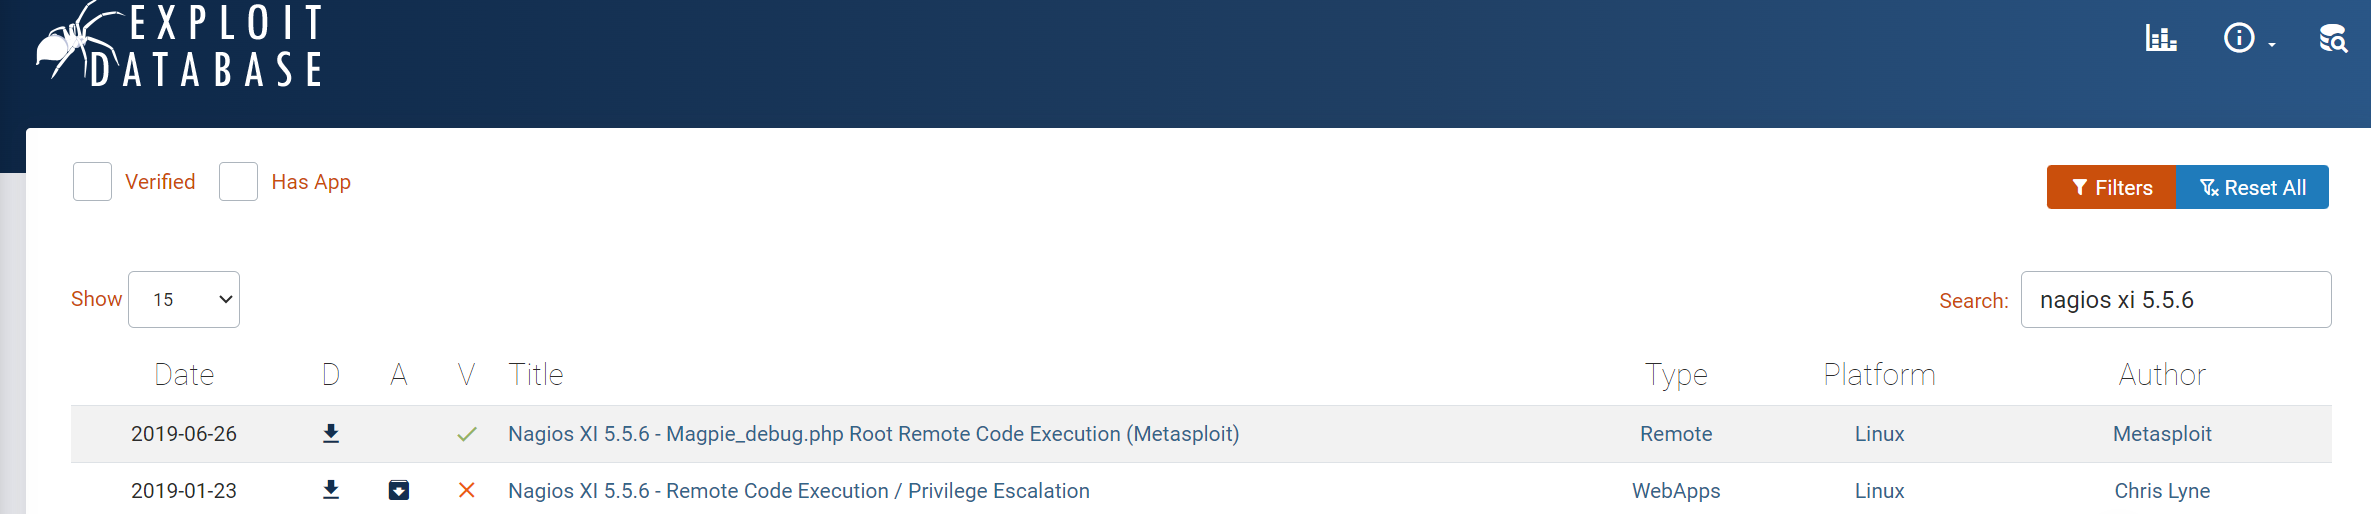 EXPLOIT
DATABASE
Verified Has App Filters Reset All
Show 15 Search: nagios xi 5.5.6
Date D A V Title Type Platform Author
2019-06-26 Nagios XI 5.5.6 - Magpie_debug.php Root Remote Code Execution (Metasploit) Remote Linux Metasploit
2019-01-23 Nagios XI 5.5.6 - Remote Code Execution / Privilege Escalation WebApps Linux Chris Lyne